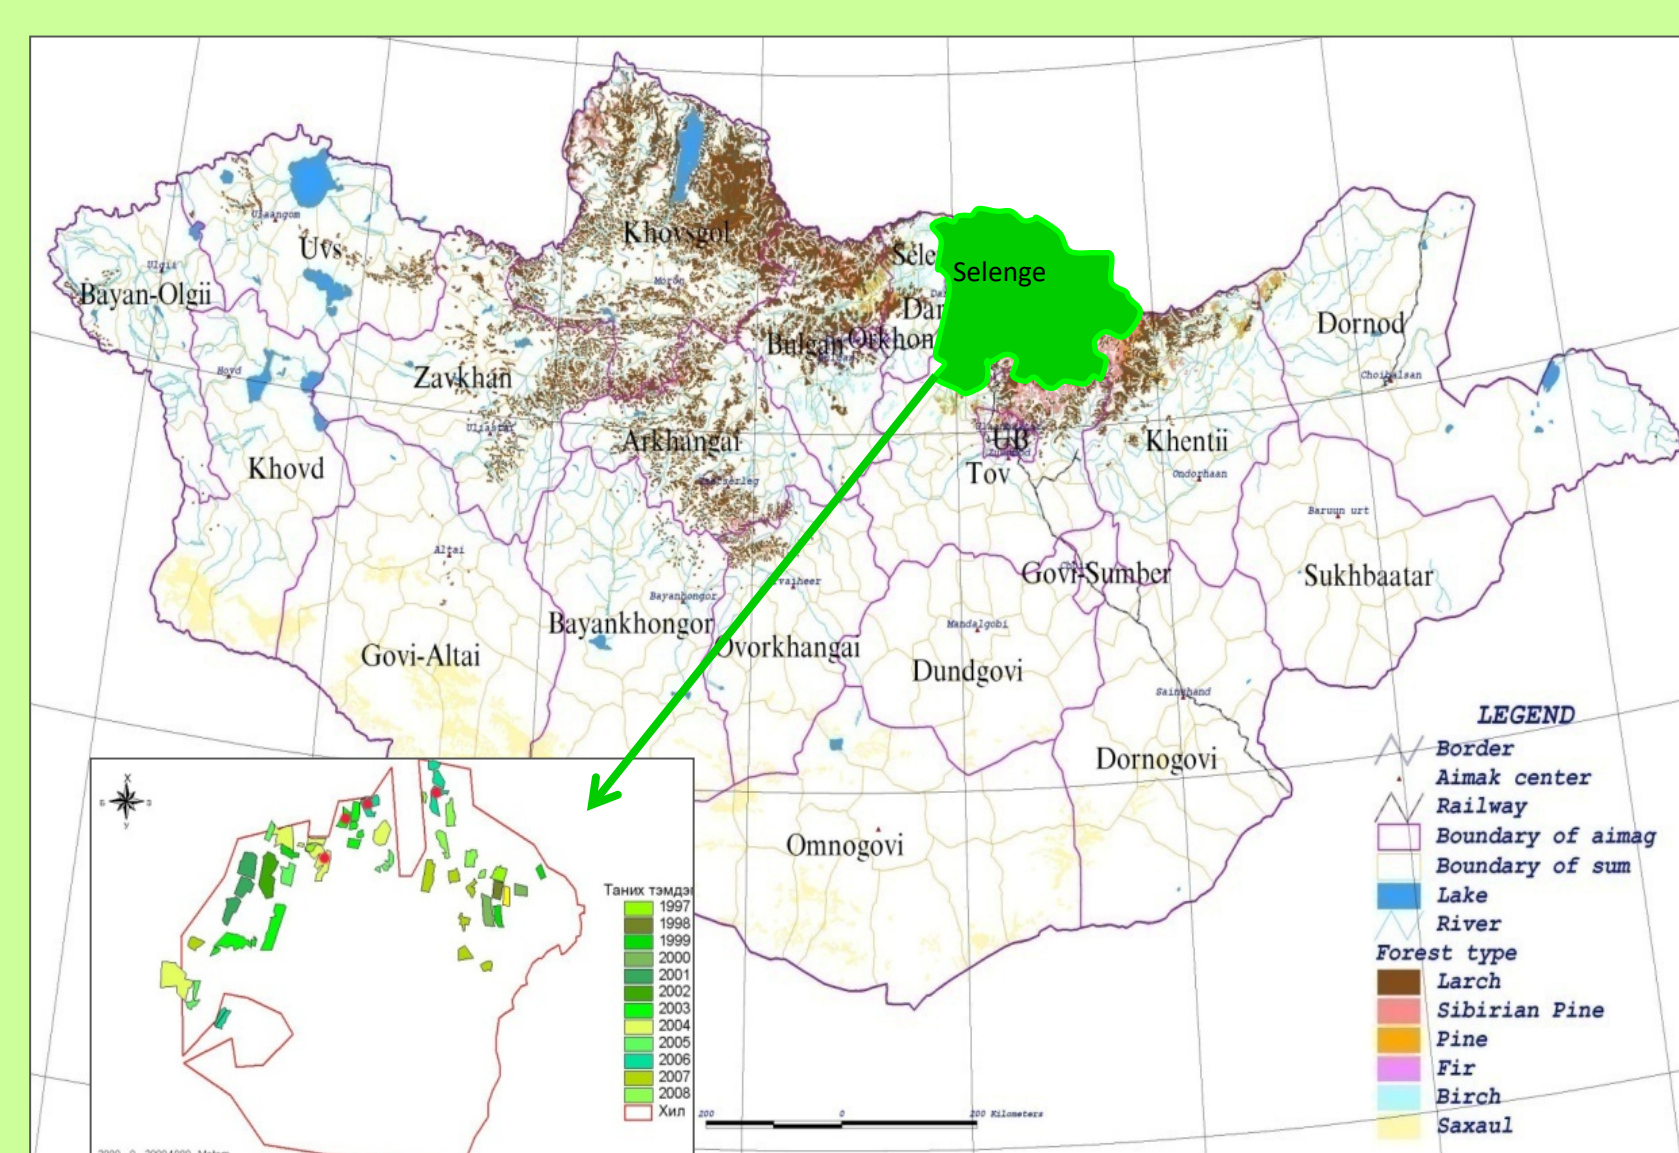 Khovsgol
Ulaangom
Uvs
Sele
Selenge
Ulgii
Bayan-Olgii
Moron
Dar
Dornod
Bulgan
Orkhon
Hovd
Zavkhan
Choibalsan
Uliastai
Arkhangai
UB
Khentii
Khovd
Tov
Ondorhaan
Tsetserleg
Baruun urt
Altai
Govi-Sumber
Sukhbaatar
vaiheer
Bayanhongor
Bayankhongor
Mandalgobi
Ovorkhangai
Govi-Altai
Dundgovi
Sainshand
Dornogovi
Omnogovi
LEGEND
Border
Aimak center
Railway
Boundary of aimag
Boundary of sum
Lake
River
Forest type
Larch
Sibirian Pine
Pine
Fir
Birch
Saxaul
200 0 200 Kilometers
Таних тэмдэг
1997
1998
1999
2000
2001
2002
2003
2004
2005
2006
2007
2008
Хил